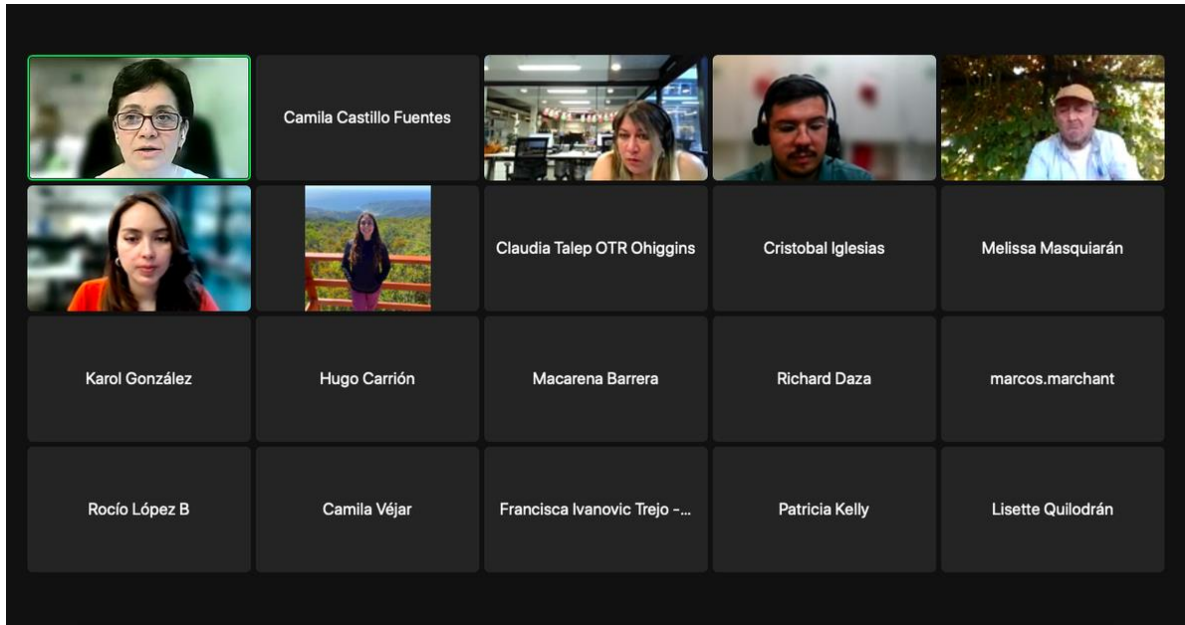 Camila Castillo Fuentes
Claudia Talep OTR Ohiggins
Cristobal Iglesias
Melissa Masquiarán
Karol González
Hugo Carrión
Macarena Barrera
Richard Daza
marcos.marchant
Rocío López B
Camila Véjar
Francisca Ivanovic Trejo -...
Patricia Kelly
Lisette Quilodrán